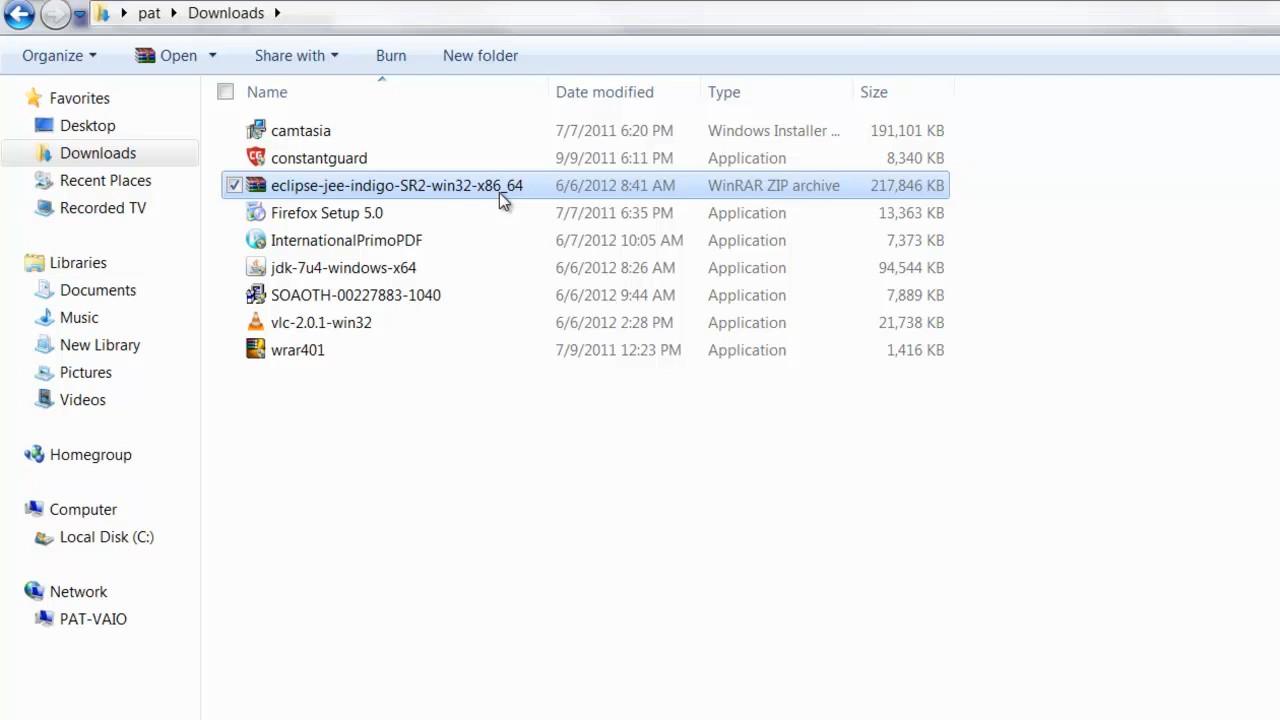 pat Downloads
Organize Open Share with Burn New folder
Favorites
Desktop
Downloads
Recent Places
Recorded TV
Libraries
Documents
Music
New Library
Pictures
Videos
Homegroup
Computer
Local Disk (C:)
Network
PAT-VAIO
Name Date modified Type Size
camtasia 7/7/2011 6:20 PM Windows Installer ... 191,101 KB
constantguard 9/9/2011 6:11 PM Application 8,340 KB
eclipse-jee-indigo-SR2-win32-x86_64 6/6/2012 8:41 AM WinRAR ZIP archive 217,846 KB
Firefox Setup 5.0 7/7/2011 6:35 PM Application 13,363 KB
InternationalPrimoPDF 6/7/2012 10:05 AM Application 7,373 KB
jdk-7u4-windows-x64 6/6/2012 8:26 AM Application 94,544 KB
SOAOTH-00227883-1040 6/6/2012 9:44 AM Application 7,889 KB
vlc-2.0.1-win32 6/6/2012 2:28 PM Application 21,738 KB
wrar401 7/9/2011 12:23 PM Application 1,416 KB